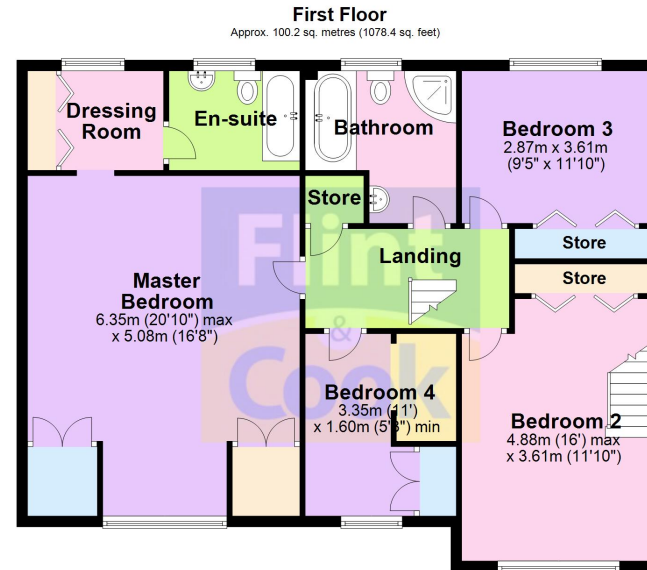 First Floor
Approx. 100.2 sq. metres (1078.4 sq. feet)
Dressing
Room
En-suite
Bathroom
Bedroom 3
2.87m x 3.61m
(9'5" x 11'10")
Store
Store
Landing
Store
Master
Bedroom
6.35m (20'10") max
x 5.08m (16'8")
Flint
&
Cook
Bedroom 4
3.35m (11')
x 1.60m (5'3") min
Bedroom 2
4.88m (16') max
x 3.61m (11'10")